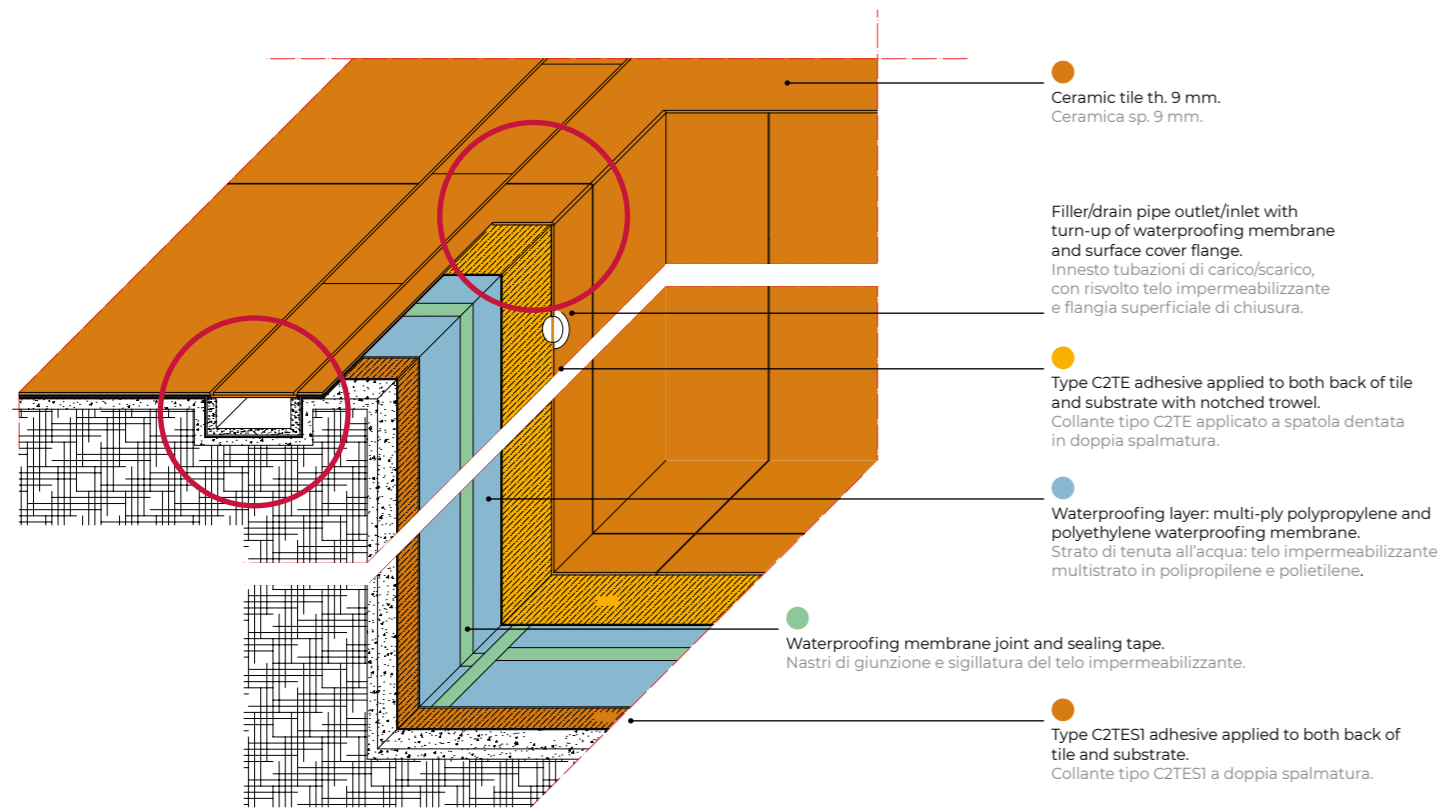 Ceramic tile th. 9 mm.
Ceramica sp. 9 mm.
Filler/drain pipe outlet/inlet with
turn-up of waterproofing membrane
and surface cover flange.
Innesto tubazioni di carico/scarico,
con risvolto telo impermeabilizzante
e flangia superficiale di chiusura.
Type C2TE adhesive applied to both back of tile
and substrate with notched trowel.
Collante tipo C2TE applicato a spatola dentata
in doppia spalmatura.
Waterproofing layer: multi-ply polypropylene and
polyethylene waterproofing membrane.
Strato di tenuta all'acqua: telo impermeabilizzante
multistrato in polipropilene e polietilene.
Waterproofing membrane joint and sealing tape.
Nastri di giunzione e sigillatura del telo impermeabilizzante.
Type C2TES1 adhesive applied to both back of
tile and substrate.
Collante tipo C2TES1 a doppia spalmatura.